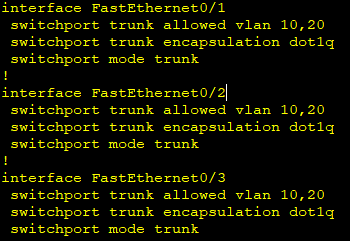 interface FastEthernet0/1
 switchport trunk allowed vlan 10,20
 switchport trunk encapsulation dot1q
 switchport mode trunk
!
interface FastEthernet0/2
 switchport trunk allowed vlan 10,20
 switchport trunk encapsulation dot1q
 switchport mode trunk
!
interface FastEthernet0/3
 switchport trunk allowed vlan 10,20
 switchport trunk encapsulation dot1q
 switchport mode trunk